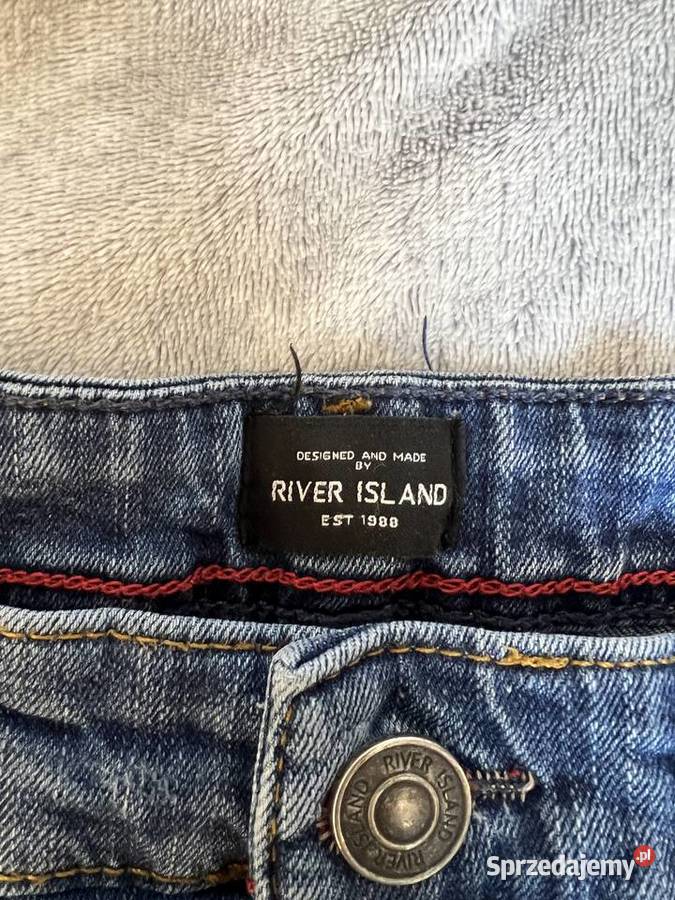 DESIGNED AND MADE
BY
RIVER ISLAND
EST 1988
RIVER ISLAND
RIVER ISLAND
Sprzedajemy.pl